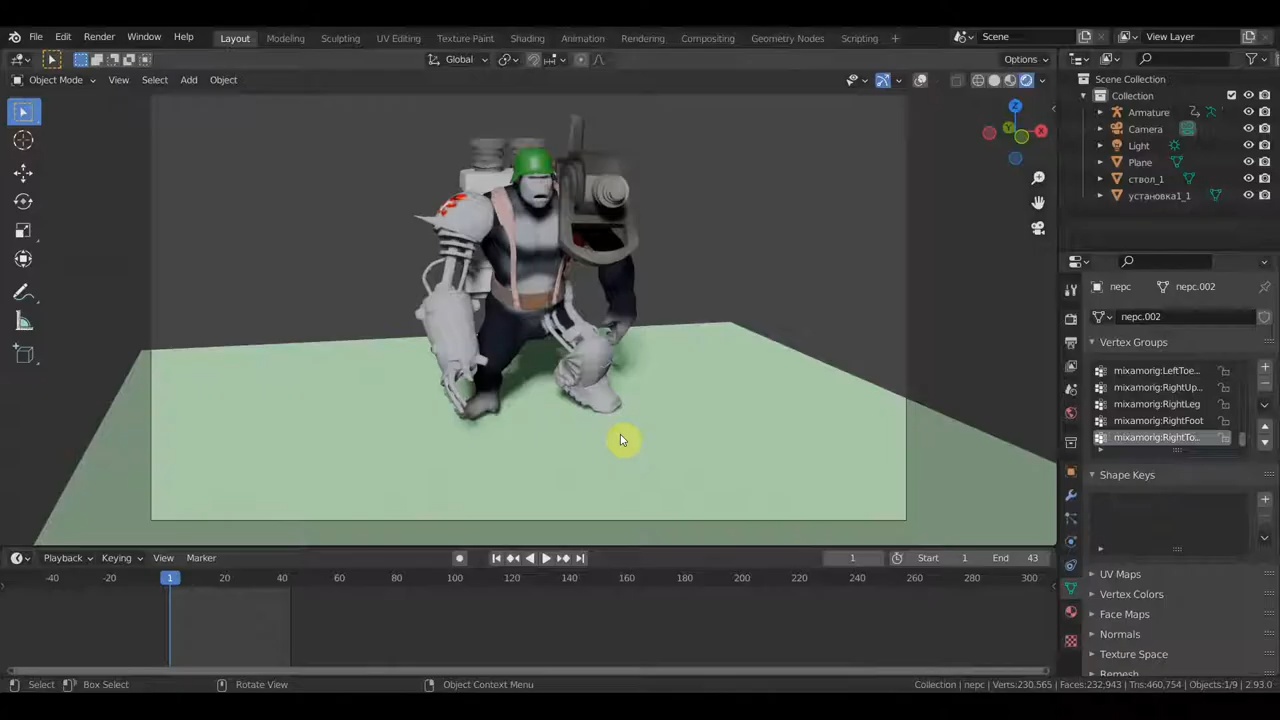 File Edit Render Window Help Layout Modeling Sculpting UV Editing Texture Paint Shading Animation Rendering Compositing Geometry Nodes Scripting + Scene View Layer
Global Options
Object Mode View Select Add Object
Scene Collection
Collection
Armature
Camera
Light
Plane
ствол_1
установка1_1
Z
Y
X
перс перс.002
перс.002
Vertex Groups
mixamorig:LeftToe...
mixamorig:RightUp...
mixamorig:RightLeg
mixamorig:RightFoot
mixamorig:RightTo...
Shape Keys
UV Maps
Vertex Colors
Face Maps
Normals
Texture Space
Remesh
Playback Keying View Marker 1 Start 1 End 43
-40 -20 1 20 40 60 80 100 120 140 160 180 200 220 240 260 280 300
Select Box Select Rotate View Object Context Menu Collection | перс | Verts:230,565 | Faces:232,943 | Tris:460,754 | Objects:1/9 | 2.93.0